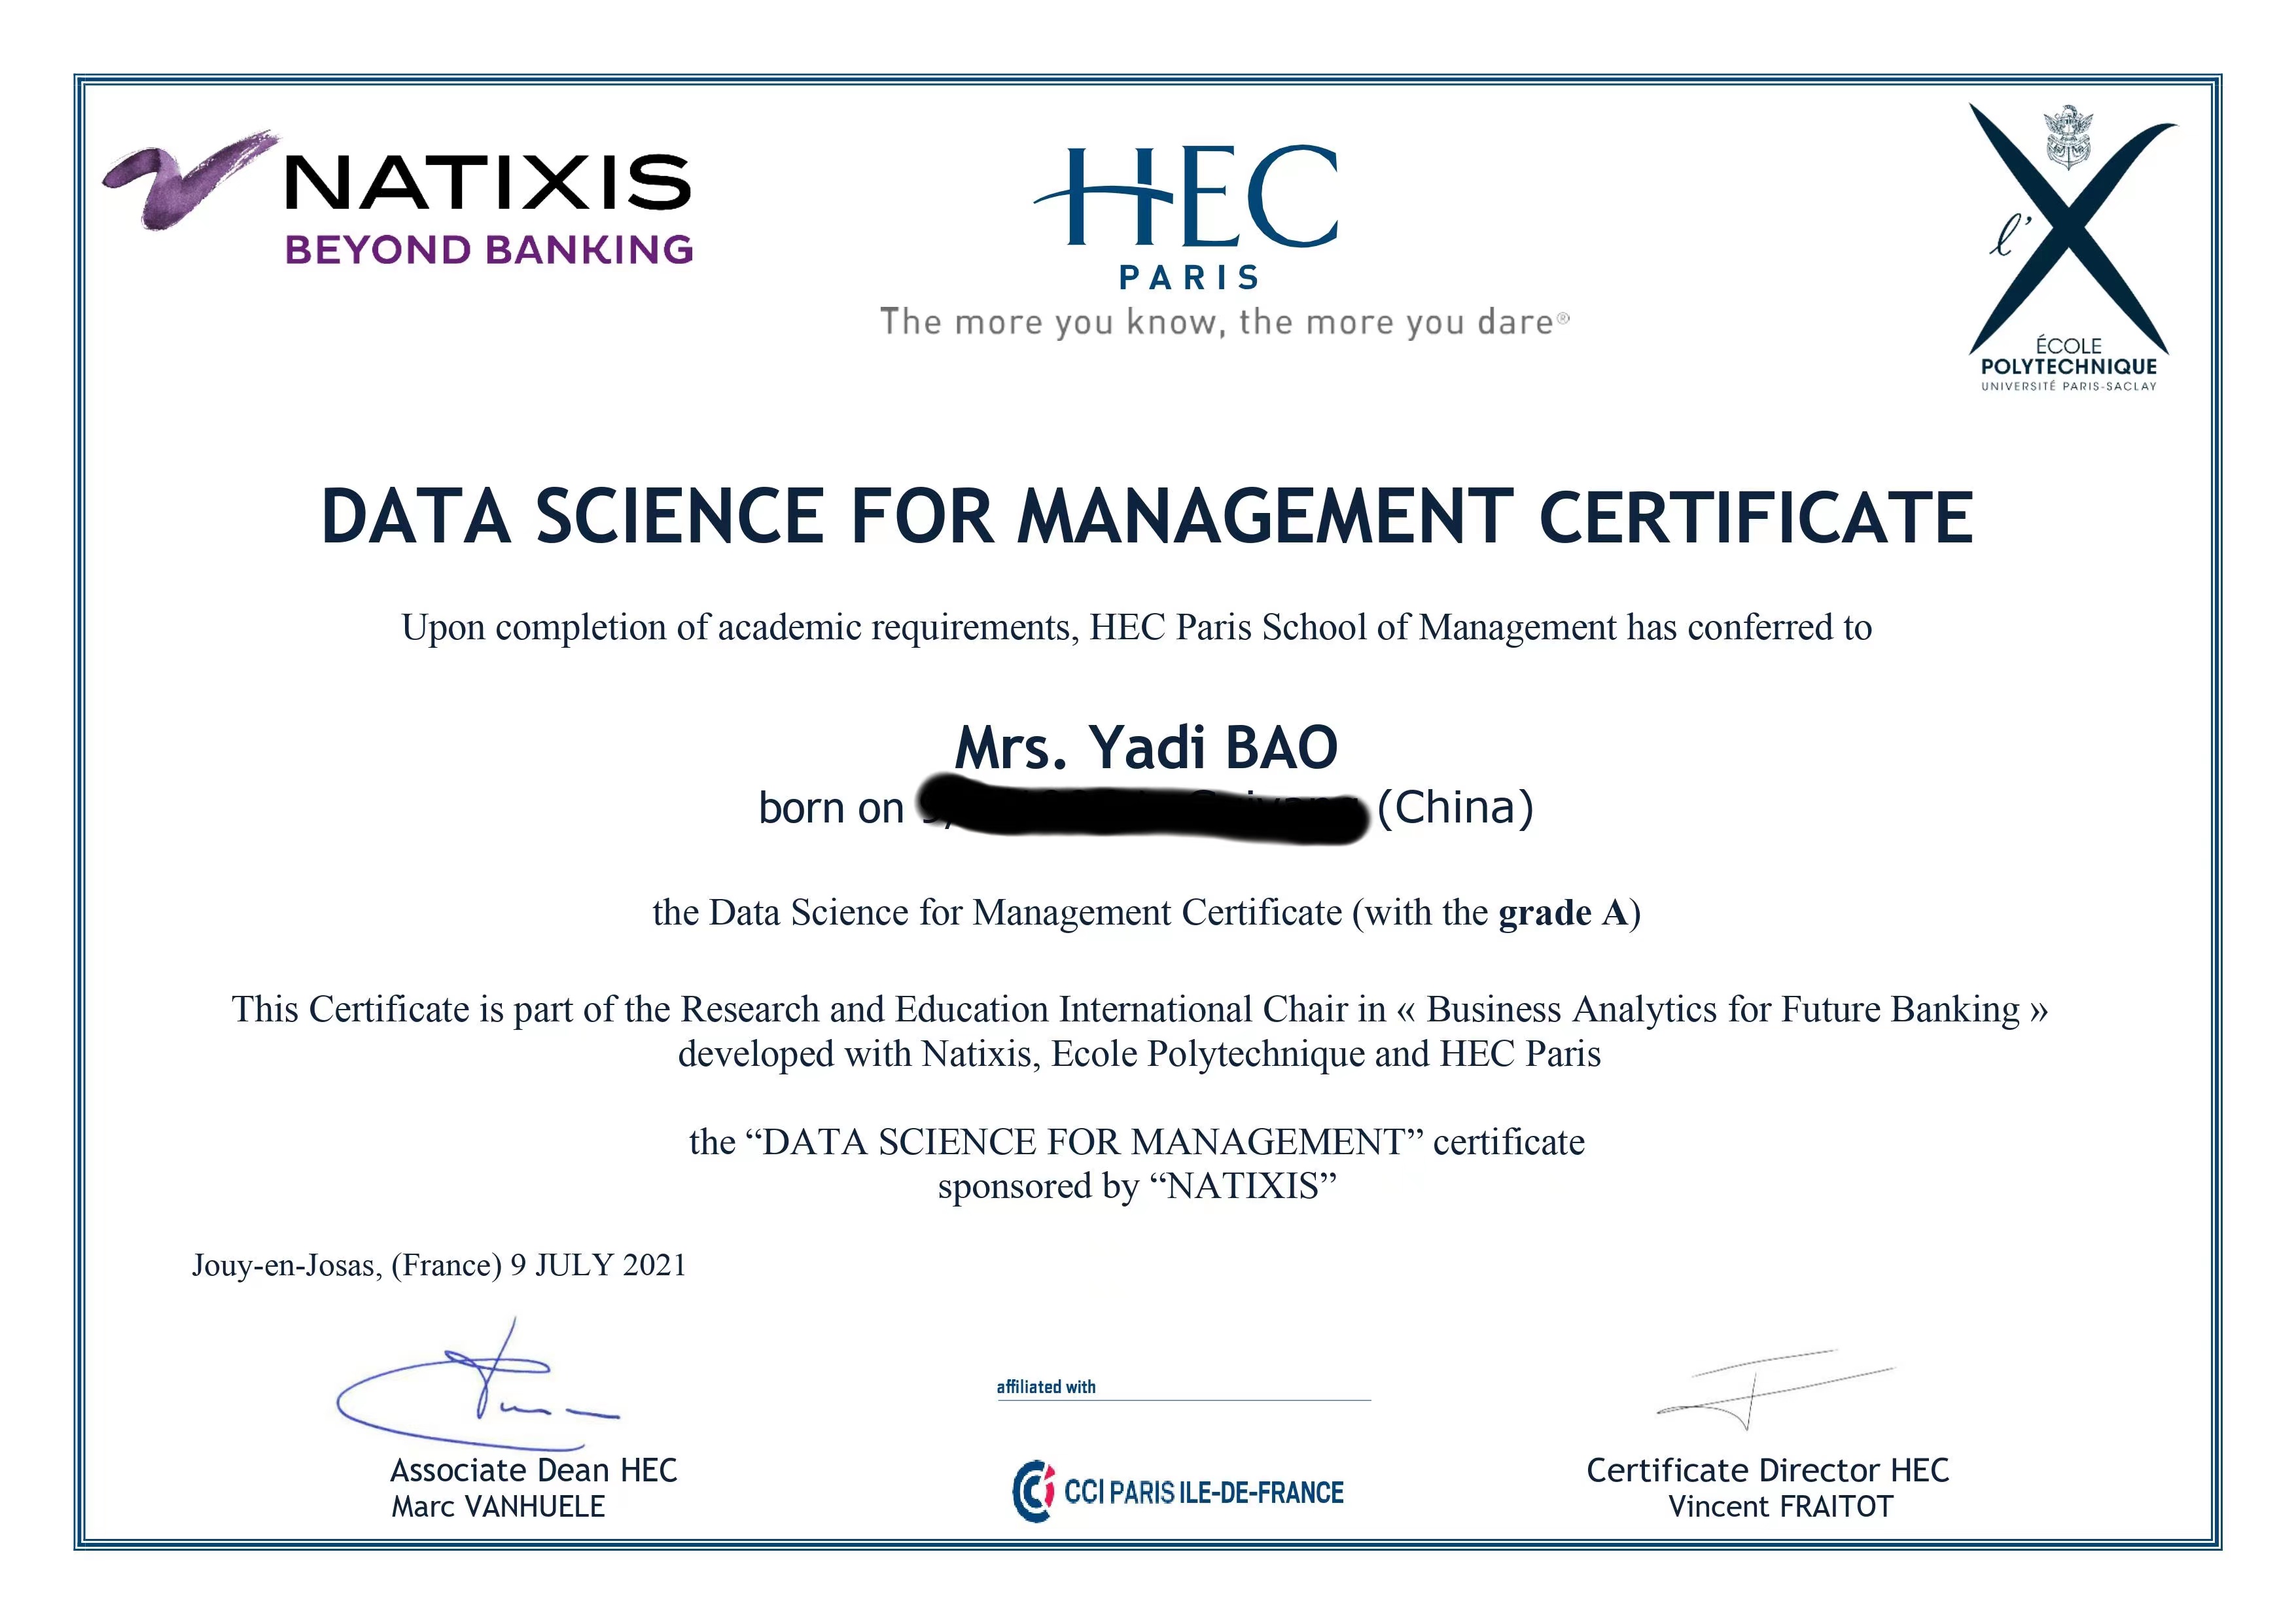 NATIXIS
BEYOND BANKING
HEC
PARIS
The more you know, the more you dare®
l'X
ÉCOLE
POLYTECHNIQUE
UNIVERSITÉ PARIS-SACLAY
DATA SCIENCE FOR MANAGEMENT CERTIFICATE
Upon completion of academic requirements, HEC Paris School of Management has conferred to
Mrs. Yadi BAO
born on (China)
the Data Science for Management Certificate (with the grade A)
This Certificate is part of the Research and Education International Chair in « Business Analytics for Future Banking »
developed with Natixis, Ecole Polytechnique and HEC Paris
the “DATA SCIENCE FOR MANAGEMENT” certificate
sponsored by “NATIXIS”
Jouy-en-Josas, (France) 9 JULY 2021
affiliated with
CCI PARIS ILE-DE-FRANCE
Associate Dean HEC
Marc VANHUELE
Certificate Director HEC
Vincent FRAITOT